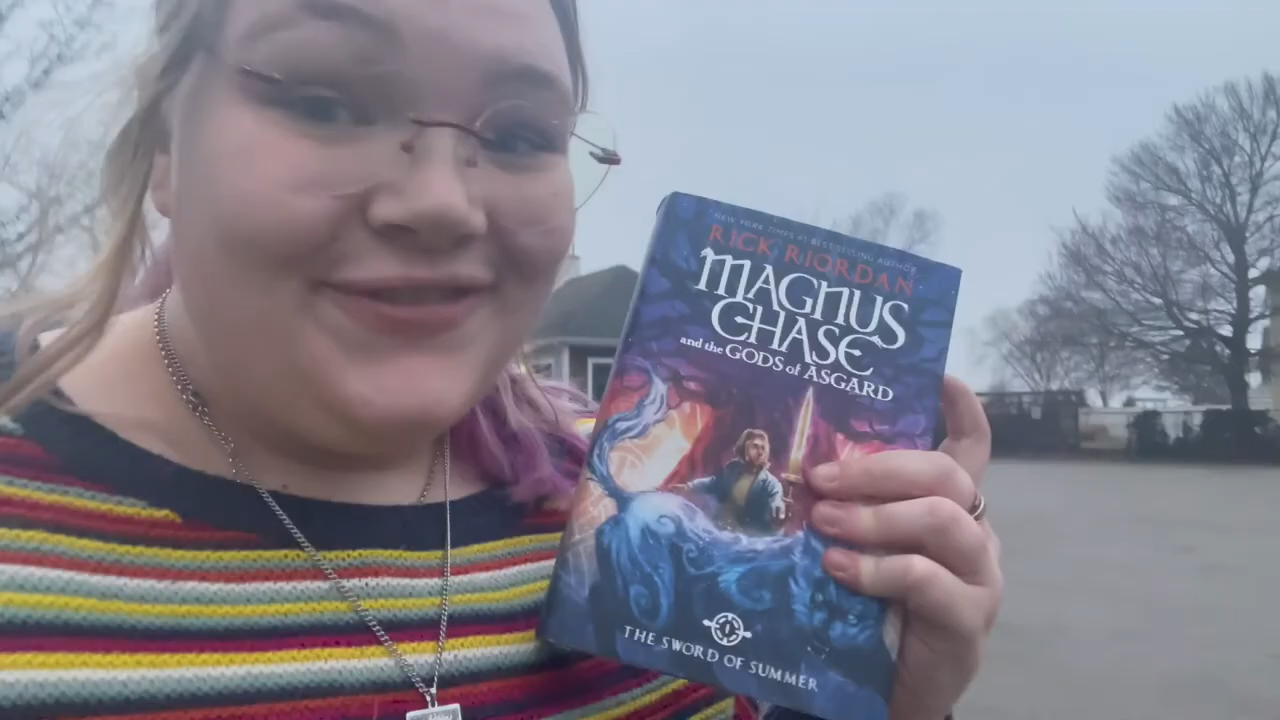 NEW YORK TIMES #1 BESTSELLING AUTHOR
RICK RIORDAN
MAGNUS
CHASE
and the GODS of ASGARD
1
THE SWORD OF SUMMER